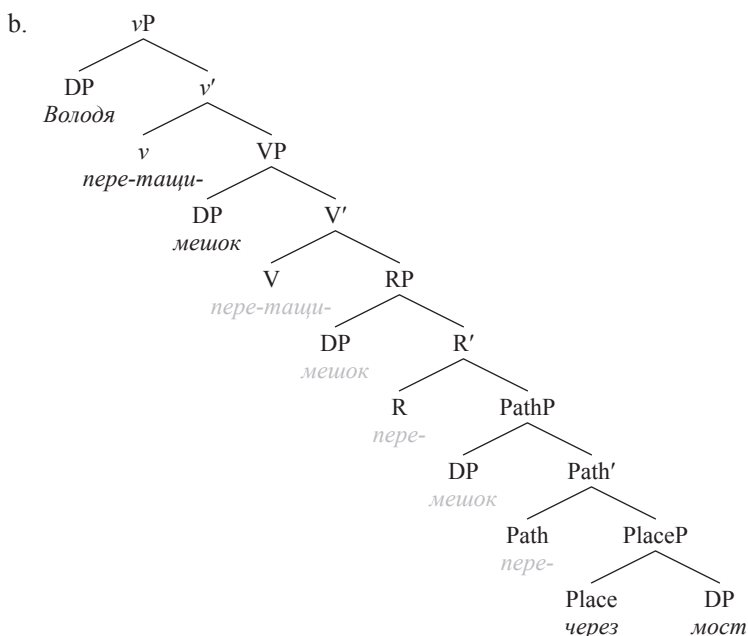 b.
vP
DP v′
Володя
v VP
пере-тащи-
DP V′
мешок
V RP
пере-тащи-
DP R′
мешок
R PathP
пере-
DP Path′
мешок
Path PlaceP
пере-
Place DP
через мост